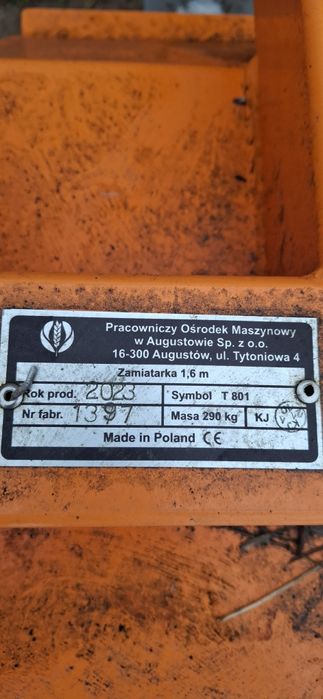 Pracowniczy Ośrodek Maszynowy
w Augustowie Sp. z o.o.
16-300 Augustów, ul. Tytoniowa 4
Zamiatarka 1,6 m
Rok prod. 2023 Symbol T 801
Nr fabr. 1397 Masa 290 kg KJ
Made in Poland CE